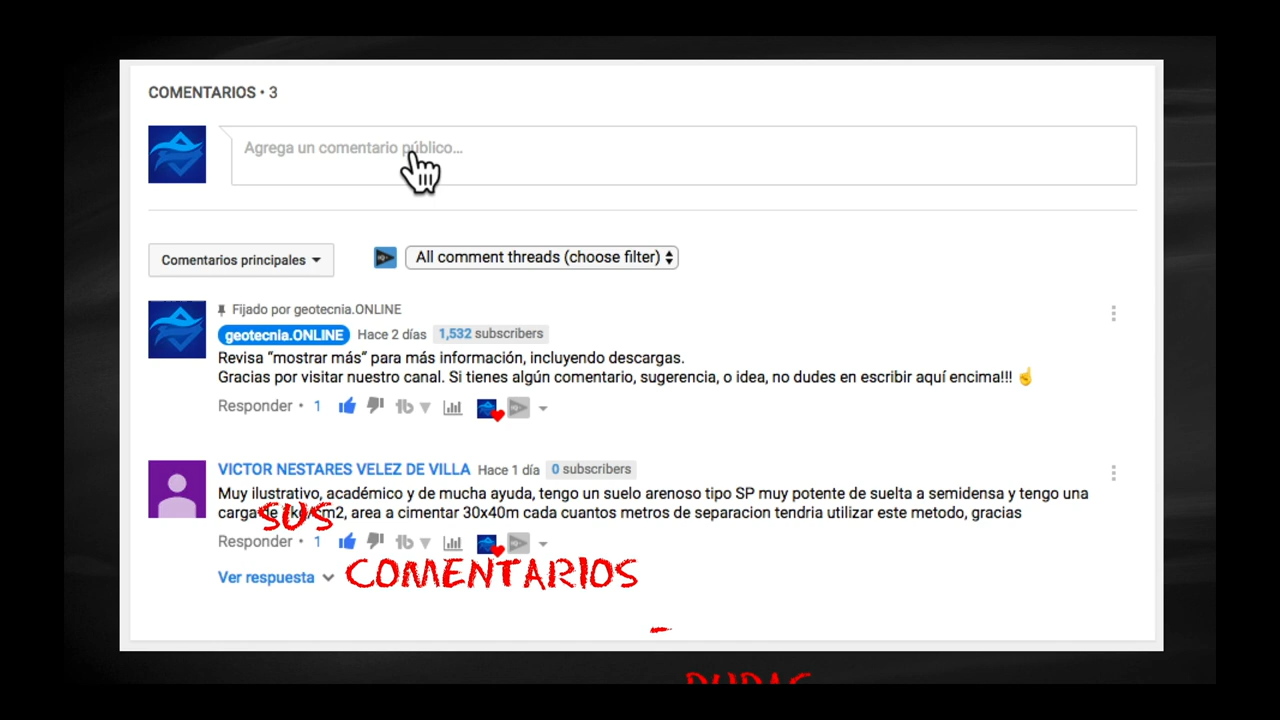 COMENTARIOS • 3
Agrega un comentario público...
Comentarios principales
All comment threads (choose filter)
Fijado por geotecnia.ONLINE
geotecnia.ONLINE Hace 2 días 1,532 subscribers
Revisa “mostrar más” para más información, incluyendo descargas.
Gracias por visitar nuestro canal. Si tienes algún comentario, sugerencia, o idea, no dudes en escribir aquí encima!!! ☝
Responder • 1
VICTOR NESTARES VELEZ DE VILLA Hace 1 día 0 subscribers
Muy ilustrativo, académico y de mucha ayuda, tengo un suelo arenoso tipo SP muy potente de suelta a semidensa y tengo una
carga de cm2, area a cimentar 30x40m cada cuantos metros de separacion tendria utilizar este metodo, gracias
SUS
Responder • 1
Ver respuesta
COMENTARIOS
-